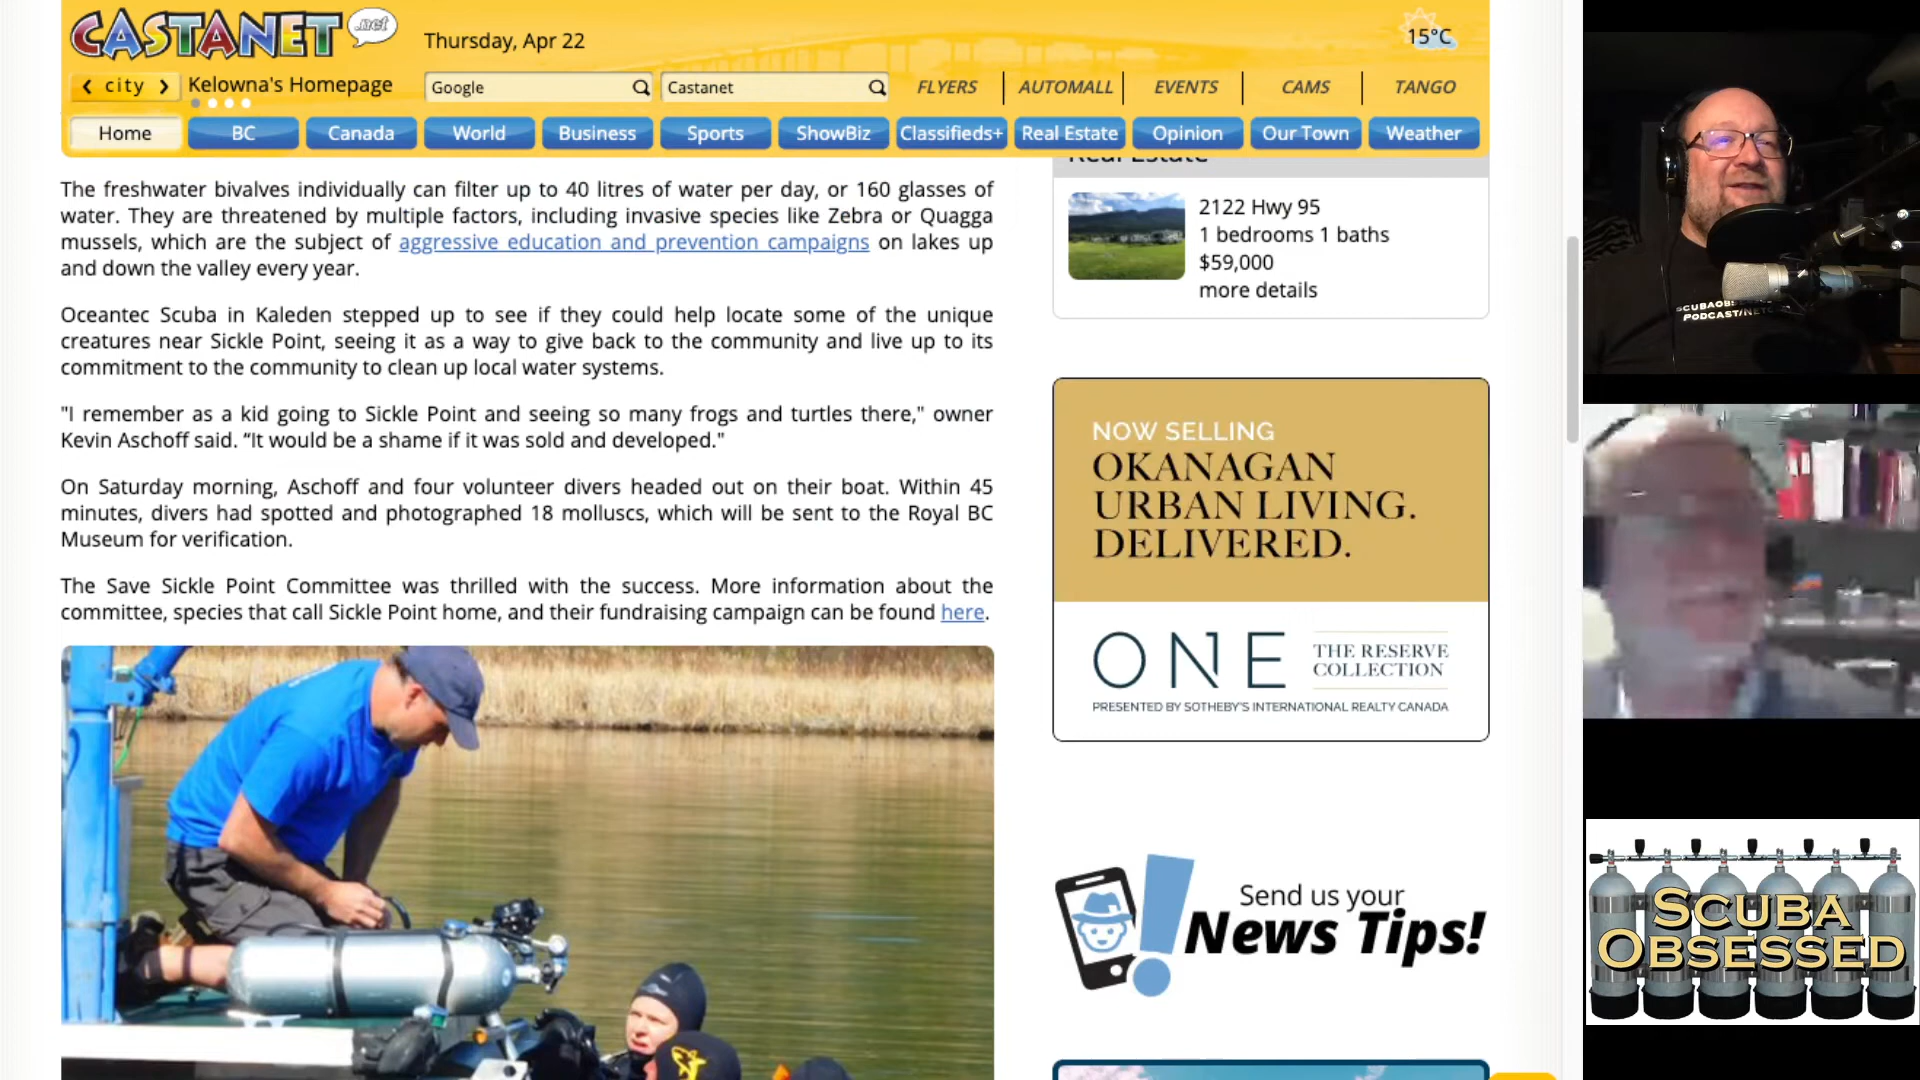 CASTANET .net
Thursday, Apr 22
15°C
city
Kelowna's Homepage
Google
Castanet
FLYERS
AUTOMALL
EVENTS
CAMS
TANGO
Home
BC
Canada
World
Business
Sports
ShowBiz
Classifieds+
Real Estate
Opinion
Our Town
Weather
The freshwater bivalves individually can filter up to 40 litres of water per day, or 160 glasses of
water. They are threatened by multiple factors, including invasive species like Zebra or Quagga
mussels, which are the subject of aggressive education and prevention campaigns on lakes up
and down the valley every year.
Oceantec Scuba in Kaleden stepped up to see if they could help locate some of the unique
creatures near Sickle Point, seeing it as a way to give back to the community and live up to its
commitment to the community to clean up local water systems.
"I remember as a kid going to Sickle Point and seeing so many frogs and turtles there," owner
Kevin Aschoff said. “It would be a shame if it was sold and developed."
On Saturday morning, Aschoff and four volunteer divers headed out on their boat. Within 45
minutes, divers had spotted and photographed 18 molluscs, which will be sent to the Royal BC
Museum for verification.
The Save Sickle Point Committee was thrilled with the success. More information about the
committee, species that call Sickle Point home, and their fundraising campaign can be found here.
Real Estate
2122 Hwy 95
1 bedrooms 1 baths
$59,000
more details
NOW SELLING
OKANAGAN
URBAN LIVING.
DELIVERED.
ONE
THE RESERVE
COLLECTION
PRESENTED BY SOTHEBY'S INTERNATIONAL REALTY CANADA
Send us your
News Tips!
SCUBA
OBSESSED